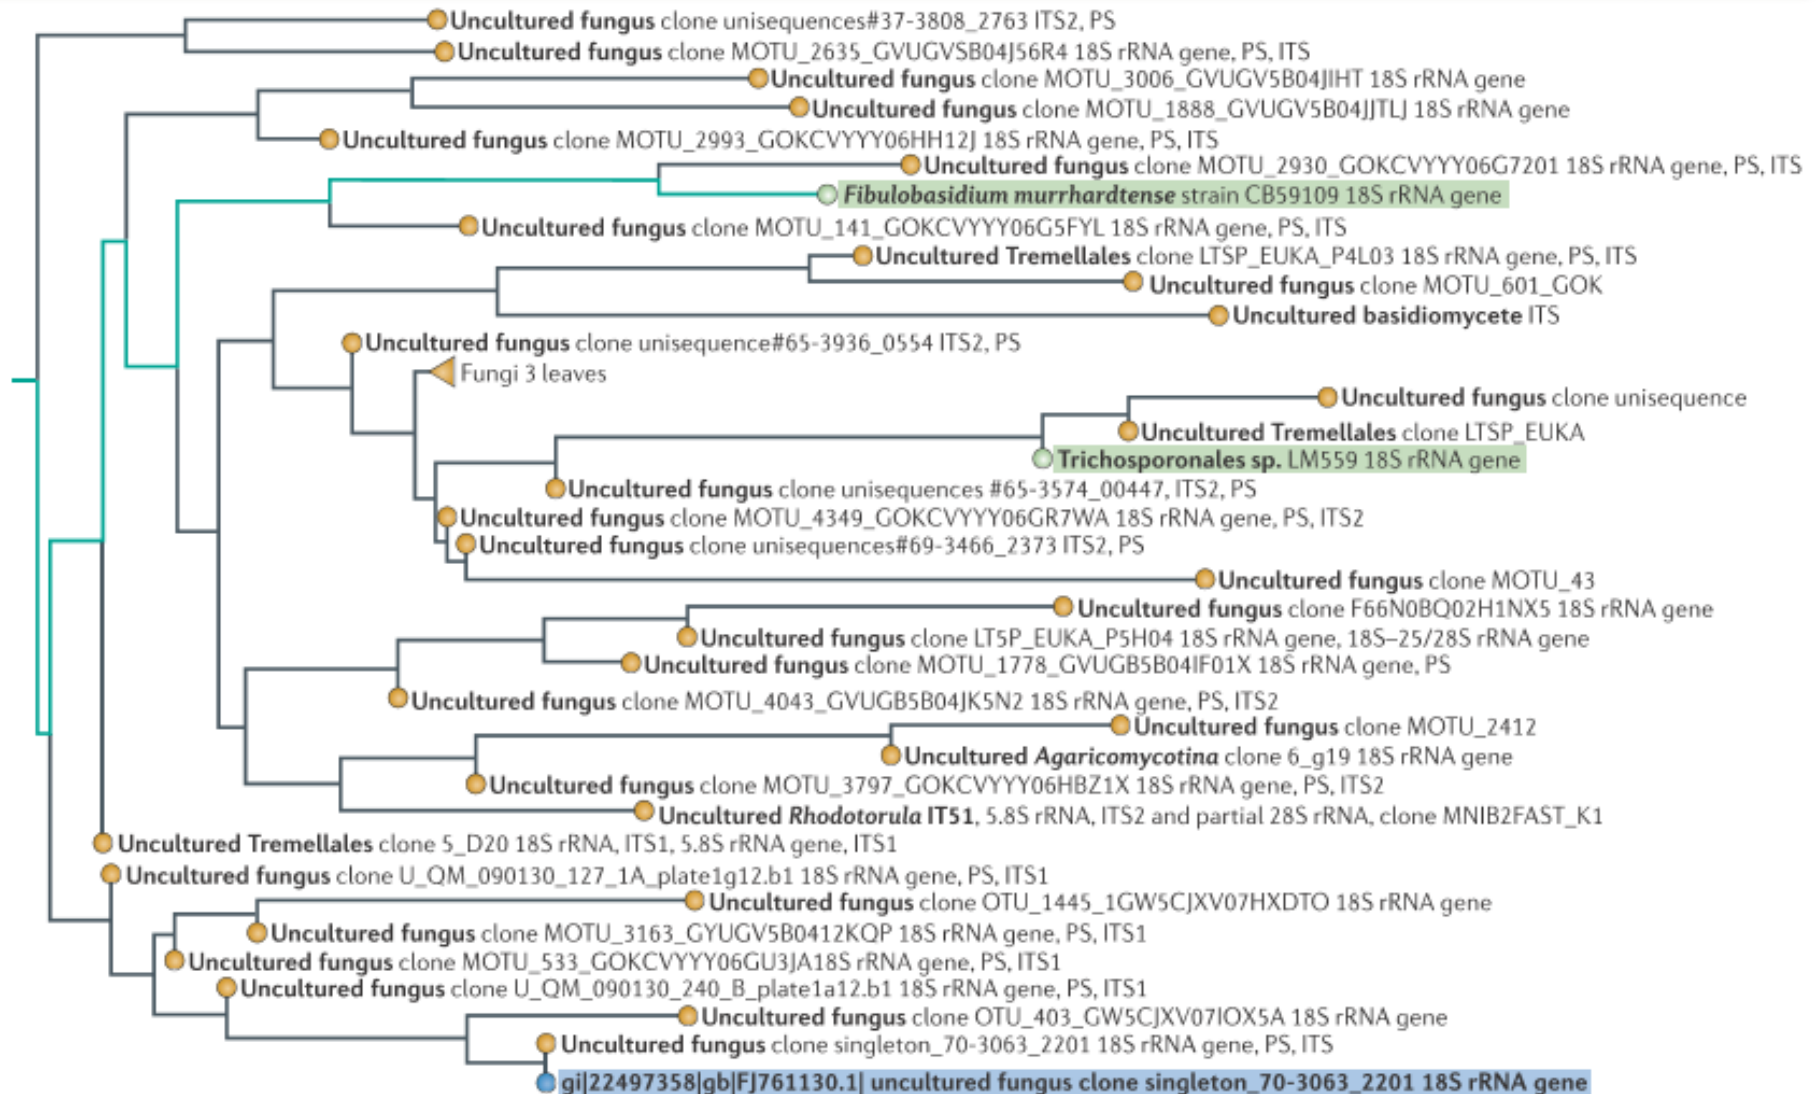 Uncultured fungus clone unisequences#37-3808_2763 ITS2, PS
Uncultured fungus clone MOTU_2635_GVUGVSB04J56R4 18S rRNA gene, PS, ITS
Uncultured fungus clone MOTU_3006_GVUGV5B04JIHT 18S rRNA gene
Uncultured fungus clone MOTU_1888_GVUGV5B04JJTLJ 18S rRNA gene
Uncultured fungus clone MOTU_2993_GOKCVYYY06HH12J 18S rRNA gene, PS, ITS
Uncultured fungus clone MOTU_2930_GOKCVYYY06G7201 18S rRNA gene, PS, ITS
Fibulobasidium murrhardtense strain CB59109 18S rRNA gene
Uncultured fungus clone MOTU_141_GOKCVYYY06G5FYL 18S rRNA gene, PS, ITS
Uncultured Tremellales clone LTSP_EUKA_P4L03 18S rRNA gene, PS, ITS
Uncultured fungus clone MOTU_601_GOK
Uncultured basidiomycete ITS
Uncultured fungus clone unisequence#65-3936_0554 ITS2, PS
Fungi 3 leaves
Uncultured fungus clone unisequence
Uncultured Tremellales clone LTSP_EUKA
Trichosporonales sp. LM559 18S rRNA gene
Uncultured fungus clone unisequences #65-3574_00447, ITS2, PS
Uncultured fungus clone MOTU_4349_GOKCVYYY06GR7WA 18S rRNA gene, PS, ITS2
Uncultured fungus clone unisequences#69-3466_2373 ITS2, PS
Uncultured fungus clone MOTU_43
Uncultured fungus clone F66N0BQ02H1NX5 18S rRNA gene
Uncultured fungus clone LT5P_EUKA_P5H04 18S rRNA gene, 18S–25/28S rRNA gene
Uncultured fungus clone MOTU_1778_GVUGB5B04IF01X 18S rRNA gene, PS
Uncultured fungus clone MOTU_4043_GVUGB5B04JK5N2 18S rRNA gene, PS, ITS2
Uncultured fungus clone MOTU_2412
Uncultured Agaricomycotina clone 6_g19 18S rRNA gene
Uncultured fungus clone MOTU_3797_GOKCVYYY06HBZ1X 18S rRNA gene, PS, ITS2
Uncultured Rhodotorula IT51, 5.8S rRNA, ITS2 and partial 28S rRNA, clone MNIB2FAST_K1
Uncultured Tremellales clone 5_D20 18S rRNA, ITS1, 5.8S rRNA gene, ITS1
Uncultured fungus clone U_QM_090130_127_1A_plate1g12.b1 18S rRNA gene, PS, ITS1
Uncultured fungus clone OTU_1445_1GW5CJXV07HXDTO 18S rRNA gene
Uncultured fungus clone MOTU_3163_GYUGV5B0412KQP 18S rRNA gene, PS, ITS1
Uncultured fungus clone MOTU_533_GOKCVYYY06GU3JA18S rRNA gene, PS, ITS1
Uncultured fungus clone U_QM_090130_240_B_plate1a12.b1 18S rRNA gene, PS, ITS1
Uncultured fungus clone OTU_403_GW5CJXV07IOX5A 18S rRNA gene
Uncultured fungus clone singleton_70-3063_2201 18S rRNA gene, PS, ITS
gi|22497358|gb|FJ761130.1| uncultured fungus clone singleton_70-3063_2201 18S rRNA gene